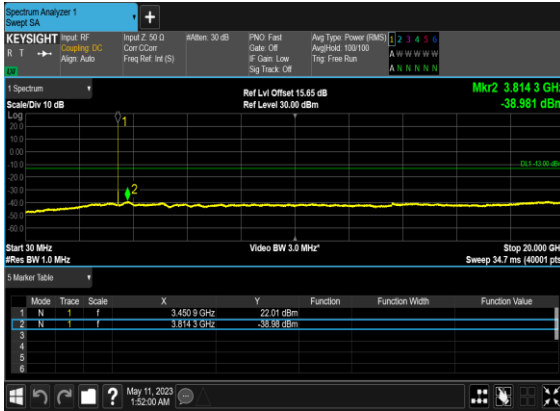 Spectrum Analyzer 1
Swept SA
+
KEYSIGHT
R T
Input: RF
Coupling: DC
Align: Auto
Input Z: 50 Ω
Corr CCorr
Freq Ref: Int (S)
#Atten: 30 dB
PNO: Fast
Gate: Off
IF Gain: Low
Sig Track: Off
Avg Type: Power (RMS)
Avg|Hold: 100/100
Trig: Free Run
1 2 3 4 5 6
A W W W W W
A N N N N N
1 Spectrum
Scale/Div 10 dB
Ref Lvl Offset 15.65 dB
Ref Level 30.00 dBm
Mkr2 3.814 3 GHz
-38.981 dBm
Log
20.0
10.0
0.00
-10.0
-20.0
-30.0
-40.0
-50.0
-60.0
1
2
DL1 -13.00 dBm
Start 30 MHz
#Res BW 1.0 MHz
Video BW 3.0 MHz*
Stop 20.000 GHz
Sweep 34.7 ms (40001 pts)
5 Marker Table
Mode Trace Scale X Y Function Function Width Function Value
1 N 1 f 3.450 9 GHz 22.01 dBm
2 N 1 f 3.814 3 GHz -38.98 dBm
3
4
5
6
?
May 11, 2023
1:52:00 AM